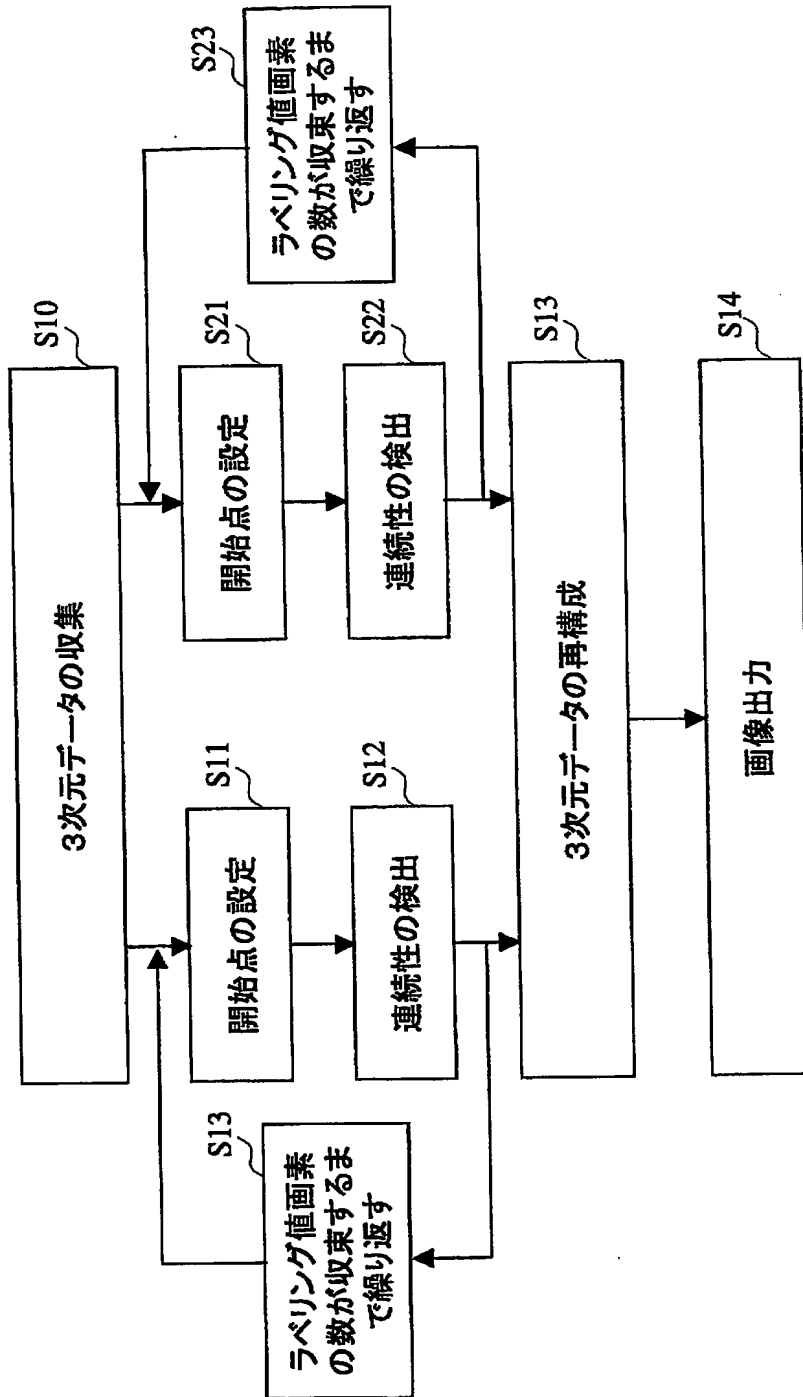 S10
3次元データの収集
S11
開始点の設定
S21
開始点の設定
S12
連続性の検出
S22
連続性の検出
S13
ラベリング値画素
の数が収束するま
で繰り返す
S23
ラベリング値画素
の数が収束するま
で繰り返す
S13
3次元データの再構成
S14
画像出力